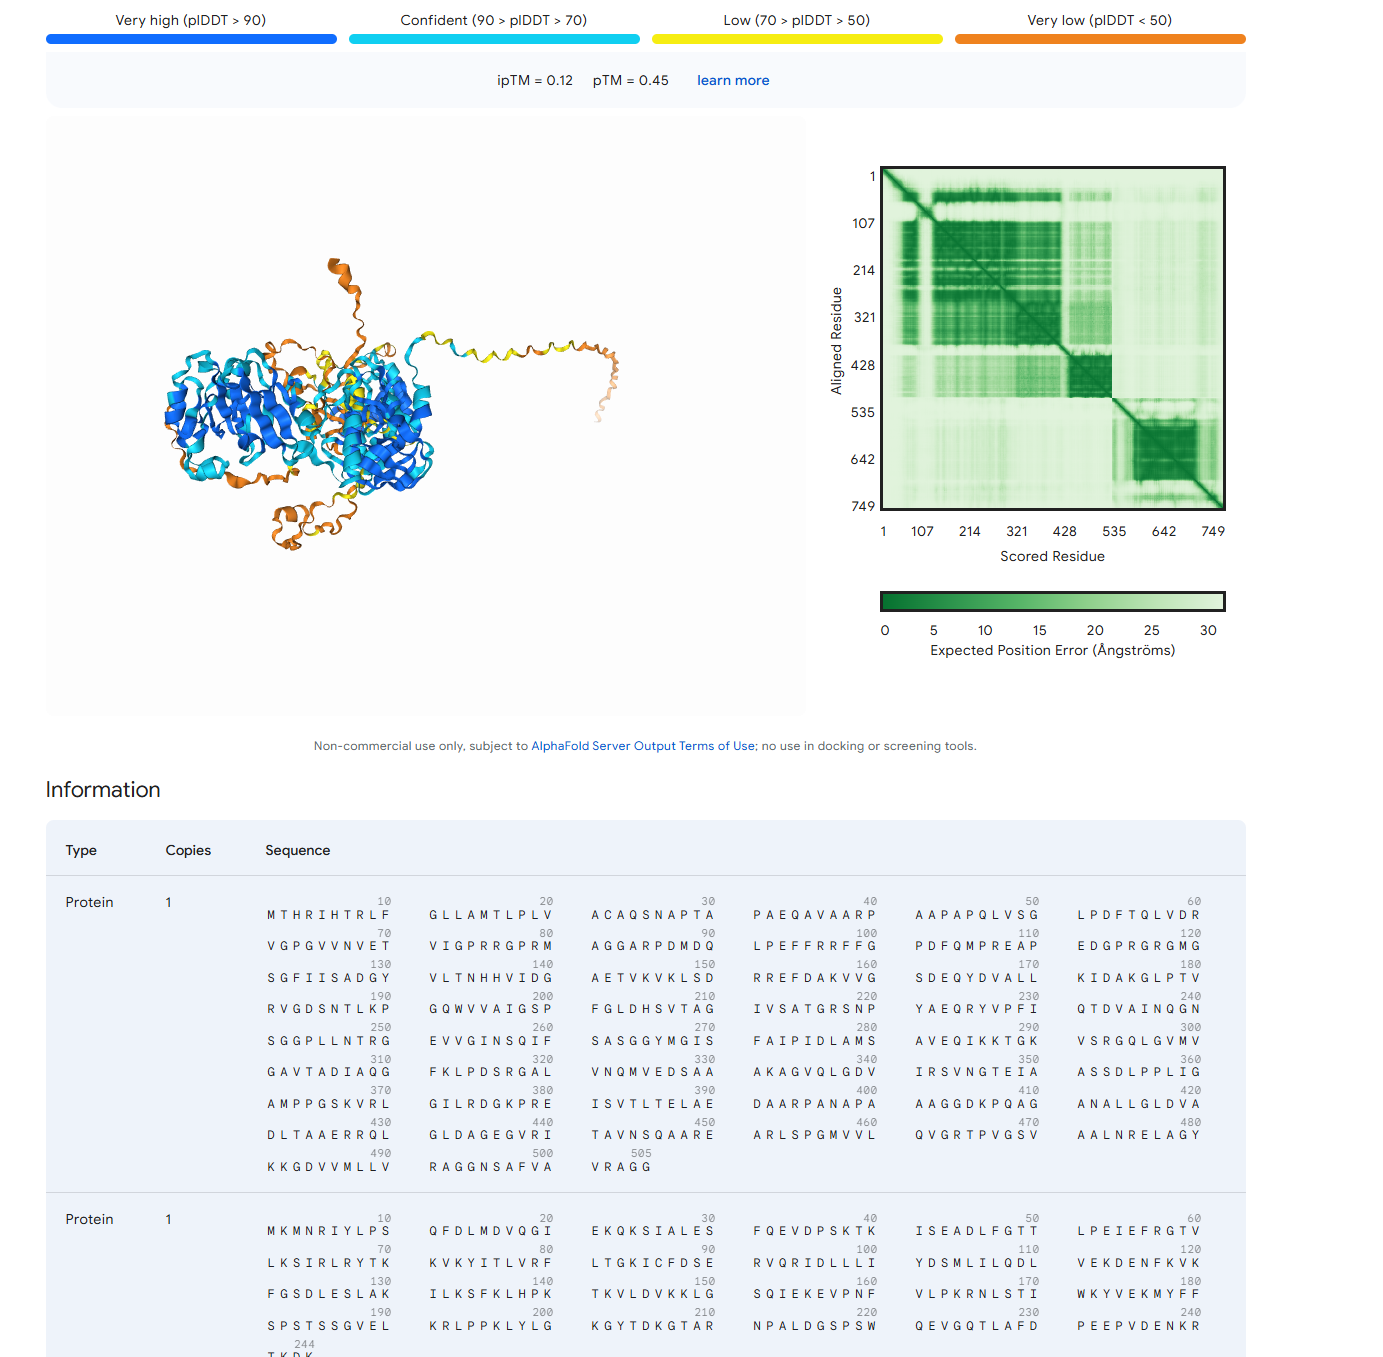 Very high (plDDT > 90) Confident (90 > plDDT > 70) Low (70 > plDDT > 50) Very low (plDDT < 50)
ipTM = 0.12 pTM = 0.45 learn more
Aligned Residue
1
107
214
321
428
535
642
749
1 107 214 321 428 535 642 749
Scored Residue
0 5 10 15 20 25 30
Expected Position Error (Ångströms)
Non-commercial use only, subject to AlphaFold Server Output Terms of Use; no use in docking or screening tools.
Information
Type Copies Sequence
Protein 1
10 20 30 40 50 60
MTHRIHTRLF GLLAMTLPLV ACAQSNAPTA PAEQAVAARP AAPAPQLVSG LPDFTQLVDR
70 80 90 100 110 120
VGPGVVNVET VIGPRRGPRM AGGARPDMDQ LPEFFRRFFG PDFQMPREAP EDGPRGRGMG
130 140 150 160 170 180
SGFIISADGY VLTNHHVIDG AETVKVKLSD RREFDAKVVG SDEQYDVALL KIDAKGLPTV
190 200 210 220 230 240
RVGDSNTLKP GQWVVAIGSP FGLDHSVTAG IVSATGRSNP YAEQRYVPFI QTDVAINQGN
250 260 270 280 290 300
SGGPLLNTRG EVVGINSQIF SASGGYMGIS FAIPIDLAMS AVEQIKKTGK VSRGQLGVMV
310 320 330 340 350 360
GAVTADIAQG FKLPDSRGAL VNQMVEDSAA AKAGVQLGDV IRSVNGTEIA ASSDLPPLIG
370 380 390 400 410 420
AMPPGSKVRL GILRDGKPRE ISVTLTELAE DAARPANAPA AAGGDKPQAG ANALLGLDVA
430 440 450 460 470 480
DLTAAERRQL GLDAGEGVRI TAVNSQAARE ARLSPGMVVL QVGRTPVGSV AALNRELAGY
490 500 505
KKGDVVMLLV RAGGNSAFVA VRAGG
Protein 1
10 20 30 40 50 60
MKMNRIYLPS QFDLMDVQGI EKQKSIALES FQEVDPSKTK ISEADLFGTT LPEIEFRGTV
70 80 90 100 110 120
LKSIRLRYTK KVKYITLVRF LTGKICFDSE RVQRIDLLLI YDSMLILQDL VEKDENFKVK
130 140 150 160 170 180
FGSDLESLAK ILKSFKLHPK TKVLDVKKLG SQIEKEVPNF VLPKRNLSTI WKYVEKMYFF
190 200 210 220 230 240
SPSTSSGVEL KRLPPKLYLG KGYTDKGTAR NPALDGSPSW QEVGQTLAFD PEEPVDENKR
244
TKDK